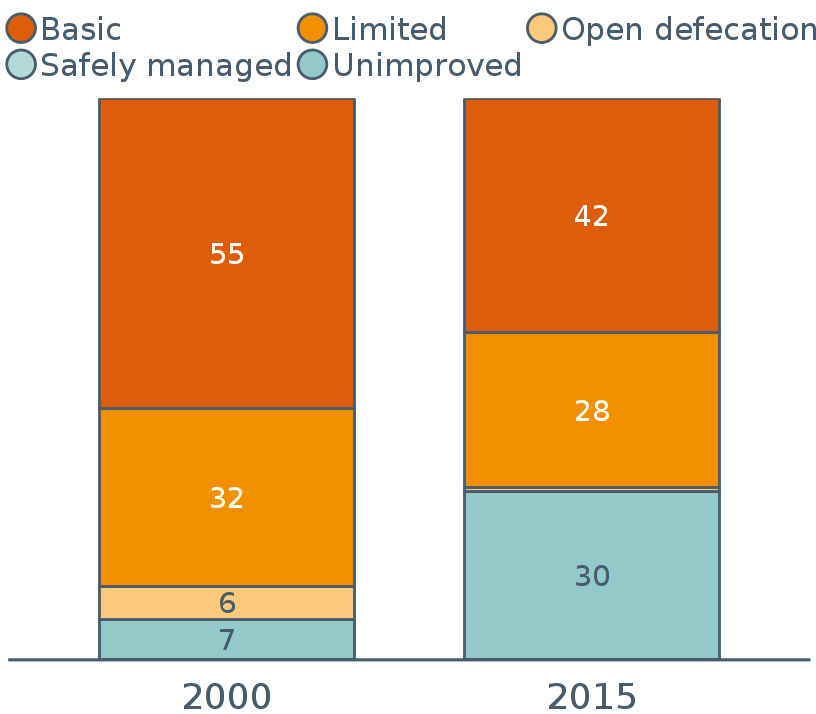 Basic Limited Open defecation
Safely managed Unimproved
55 42
32 28
6
7 30
2000 2015